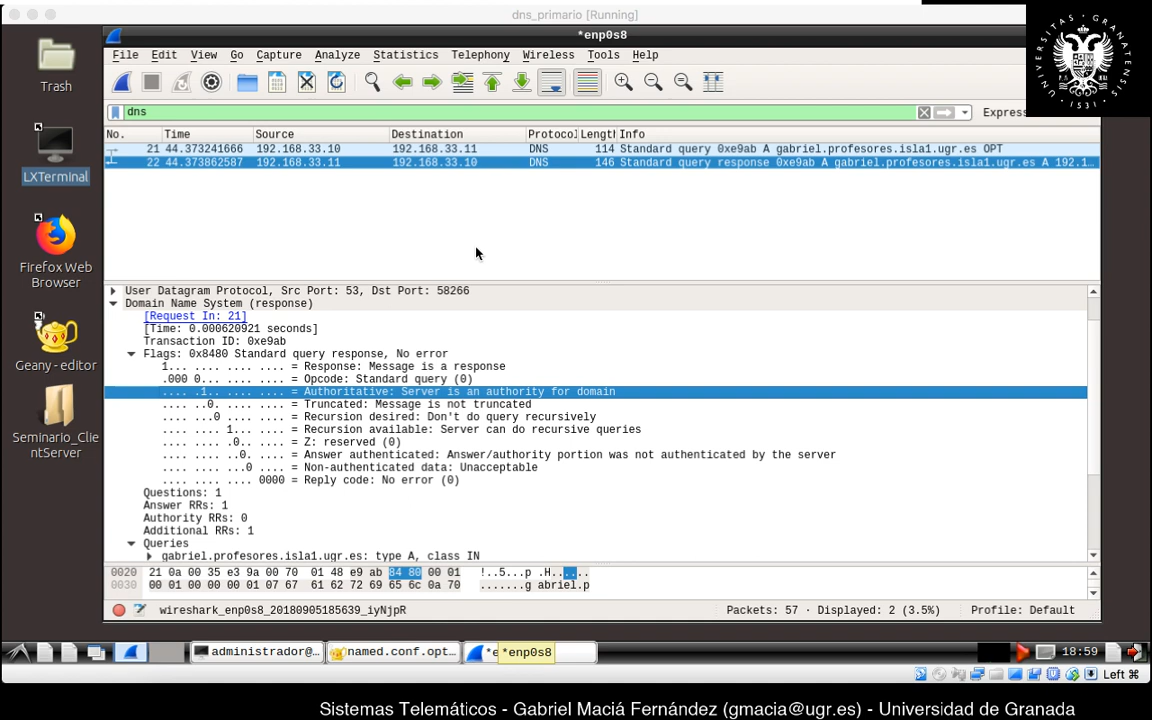 dns_primario [Running]
*enp0s8
UNIVERSITAS GRANATENSIS 1531
File Edit View Go Capture Analyze Statistics Telephony Wireless Tools Help
Trash
dns
Express
No. Time Source Destination Protocol Length Info
21 44.373241666 192.168.33.10 192.168.33.11 DNS 114 Standard query 0xe9ab A gabriel.profesores.isla1.ugr.es OPT
22 44.373862587 192.168.33.11 192.168.33.10 DNS 146 Standard query response 0xe9ab A gabriel.profesores.isla1.ugr.es A 192.1...
LXTerminal
Firefox Web
Browser
Geany - editor
Seminario_Clie
ntServer
User Datagram Protocol, Src Port: 53, Dst Port: 58266
Domain Name System (response)
[Request In: 21]
[Time: 0.000620921 seconds]
Transaction ID: 0xe9ab
Flags: 0x8480 Standard query response, No error
1... .... .... .... = Response: Message is a response
.000 0... .... .... = Opcode: Standard query (0)
.... .1.. .... .... = Authoritative: Server is an authority for domain
.... ..0. .... .... = Truncated: Message is not truncated
.... ...0 .... .... = Recursion desired: Don't do query recursively
.... .... 1... .... = Recursion available: Server can do recursive queries
.... .... .0.. .... = Z: reserved (0)
.... .... ..0. .... = Answer authenticated: Answer/authority portion was not authenticated by the server
.... .... ...0 .... = Non-authenticated data: Unacceptable
.... .... .... 0000 = Reply code: No error (0)
Questions: 1
Answer RRs: 1
Authority RRs: 0
Additional RRs: 1
Queries
gabriel.profesores.isla1.ugr.es: type A, class IN
0020 21 0a 00 35 e3 9a 00 70 01 48 e9 ab 84 80 00 01 !..5...p .H......
0030 00 01 00 00 00 01 07 67 61 62 72 69 65 6c 0a 70 .......g abriel.p
wireshark_enp0s8_20180905185639_iyNjpR Packets: 57 · Displayed: 2 (3.5%) Profile: Default
administrador@... named.conf.opt... *e *enp0s8 18:59
Left ⌘
Sistemas Telemáticos - Gabriel Maciá Fernández (gmacia@ugr.es) - Universidad de Granada